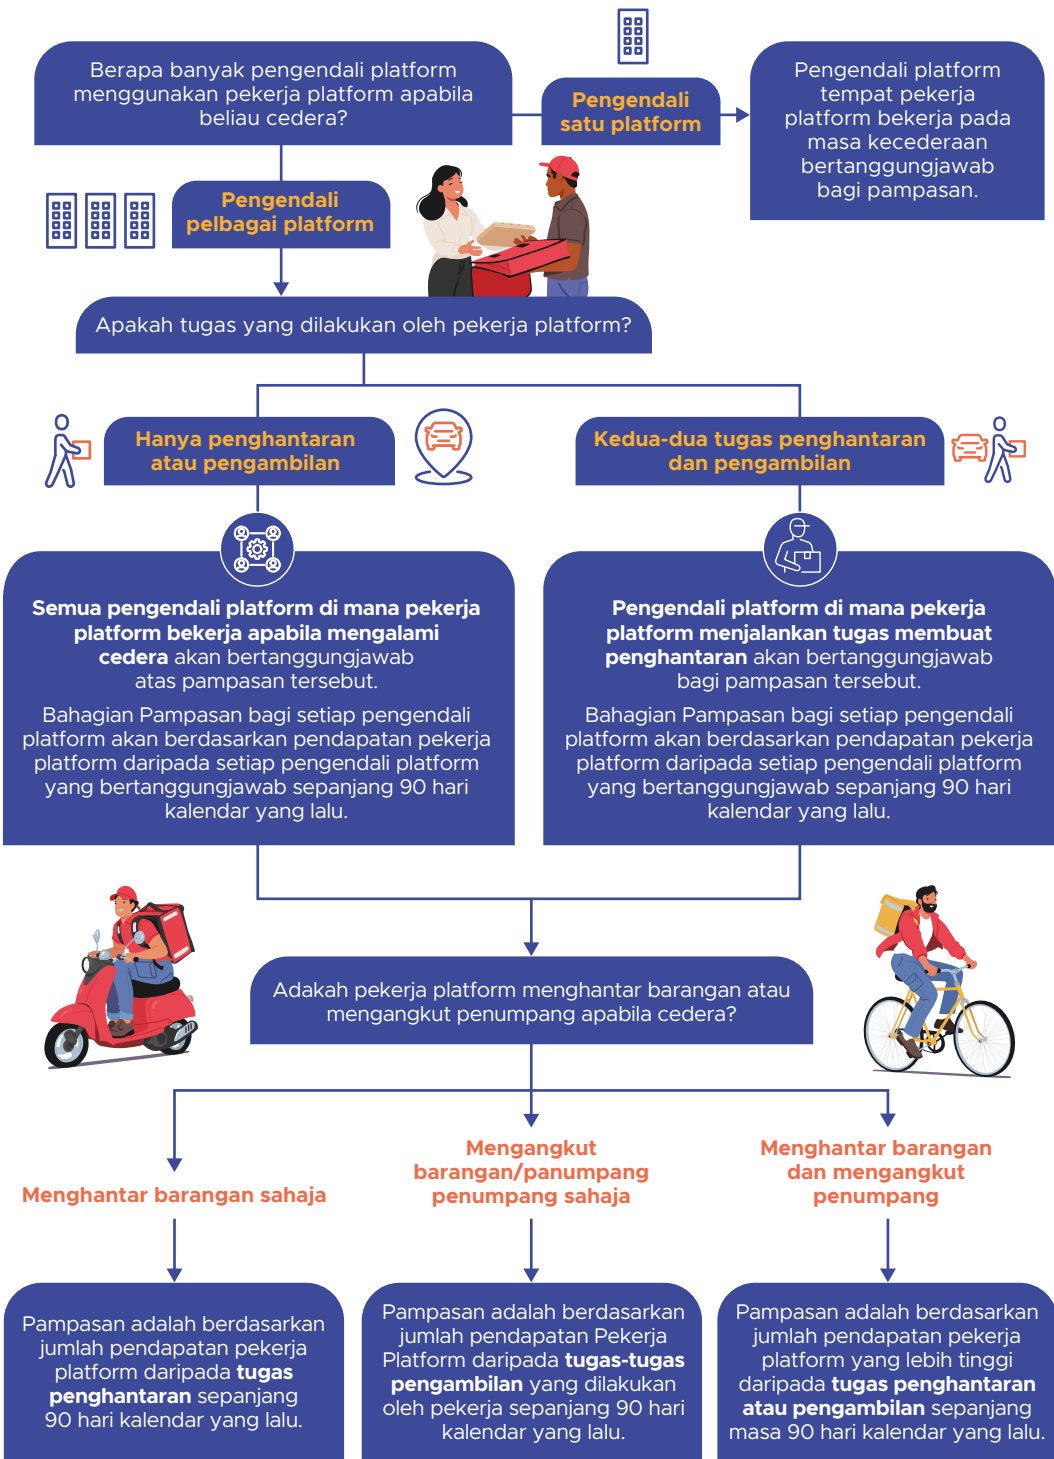 Berapa banyak pengendali platform
menggunakan pekerja platform apabila
beliau cedera?
Pengendali
satu platform
Pengendali platform
tempat pekerja
platform bekerja pada
masa kecederaan
bertanggungjawab
bagi pampasan.
Pengendali
pelbagai platform
Apakah tugas yang dilakukan oleh pekerja platform?
Hanya penghantaran
atau pengambilan
Kedua-dua tugas penghantaran
dan pengambilan
Semua pengendali platform di mana pekerja
platform bekerja apabila mengalami
cedera akan bertanggungjawab
atas pampasan tersebut.
Bahagian Pampasan bagi setiap pengendali
platform akan berdasarkan pendapatan pekerja
platform daripada setiap pengendali platform
yang bertanggungjawab sepanjang 90 hari
kalendar yang lalu.
Pengendali platform di mana pekerja
platform menjalankan tugas membuat
penghantaran akan bertanggungjawab
bagi pampasan tersebut.
Bahagian Pampasan bagi setiap pengendali
platform akan berdasarkan pendapatan pekerja
platform daripada setiap pengendali platform
yang bertanggungjawab sepanjang 90 hari
kalendar yang lalu.
Adakah pekerja platform menghantar barangan atau
mengangkut penumpang apabila cedera?
Menghantar barangan sahaja
Mengangkut
barangan/panumpang
penumpang sahaja
Menghantar barangan
dan mengangkut
penumpang
Pampasan adalah berdasarkan
jumlah pendapatan pekerja
platform daripada tugas
penghantaran sepanjang
90 hari kalendar yang lalu.
Pampasan adalah berdasarkan
jumlah pendapatan Pekerja
Platform daripada tugas-tugas
pengambilan yang dilakukan
oleh pekerja sepanjang 90 hari
kalendar yang lalu.
Pampasan adalah berdasarkan
jumlah pendapatan pekerja
platform yang lebih tinggi
daripada tugas penghantaran
atau pengambilan sepanjang
masa 90 hari kalendar yang lalu.